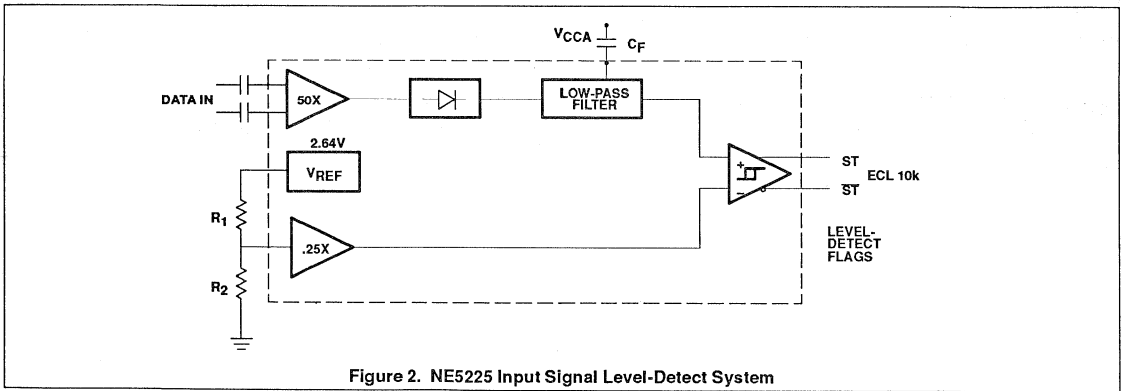 VCCA
CF
DATA IN
50X
LOW-PASS
FILTER
2.64V
VREF
R1
.25X
R2
+
−
ST
ST
ECL 10k
LEVEL-
DETECT
FLAGS
Figure 2. NE5225 Input Signal Level-Detect System